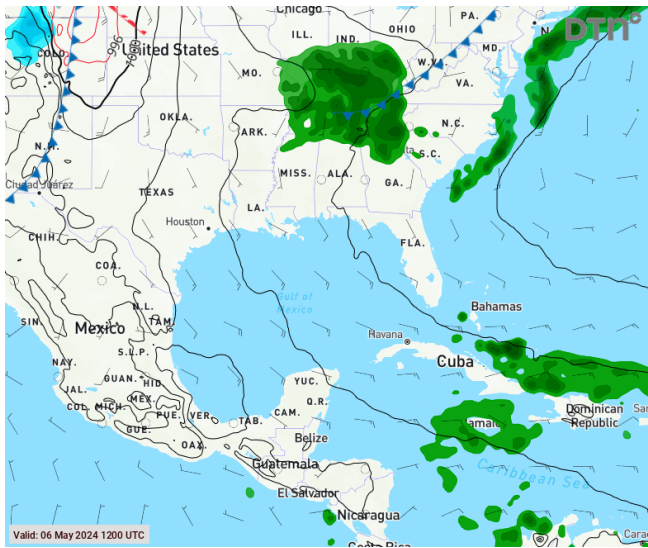 Chicago
PA.
OHIO
ILL.
IND.
DTN
996
1000
United States
COLO.
MD.
W.VA.
MO.
VA.
OKLA.
N.C.
ARK.
N.M.
S.C.
Ciudad Juárez
MISS.
ALA.
GA.
TEXAS
LA.
Houston
CHIH.
FLA.
COA.
Gulf of
Mexico
N.L.
Bahamas
SIN.
Mexico
TAM.
Havana
S.L.P.
Cuba
NAY.
GUAN.
HID.
YUC.
JAL.
Q.R.
MEX.
COL.
MICH.
PUE.
VER.
CAM.
Dominican
Republic
TAB.
Jamaica
GUE.
OAX.
Belize
Guatemala
Caribbean Sea
El Salvador
Nicaragua
Valid: 06 May 2024 1200 UTC
Costa Rica